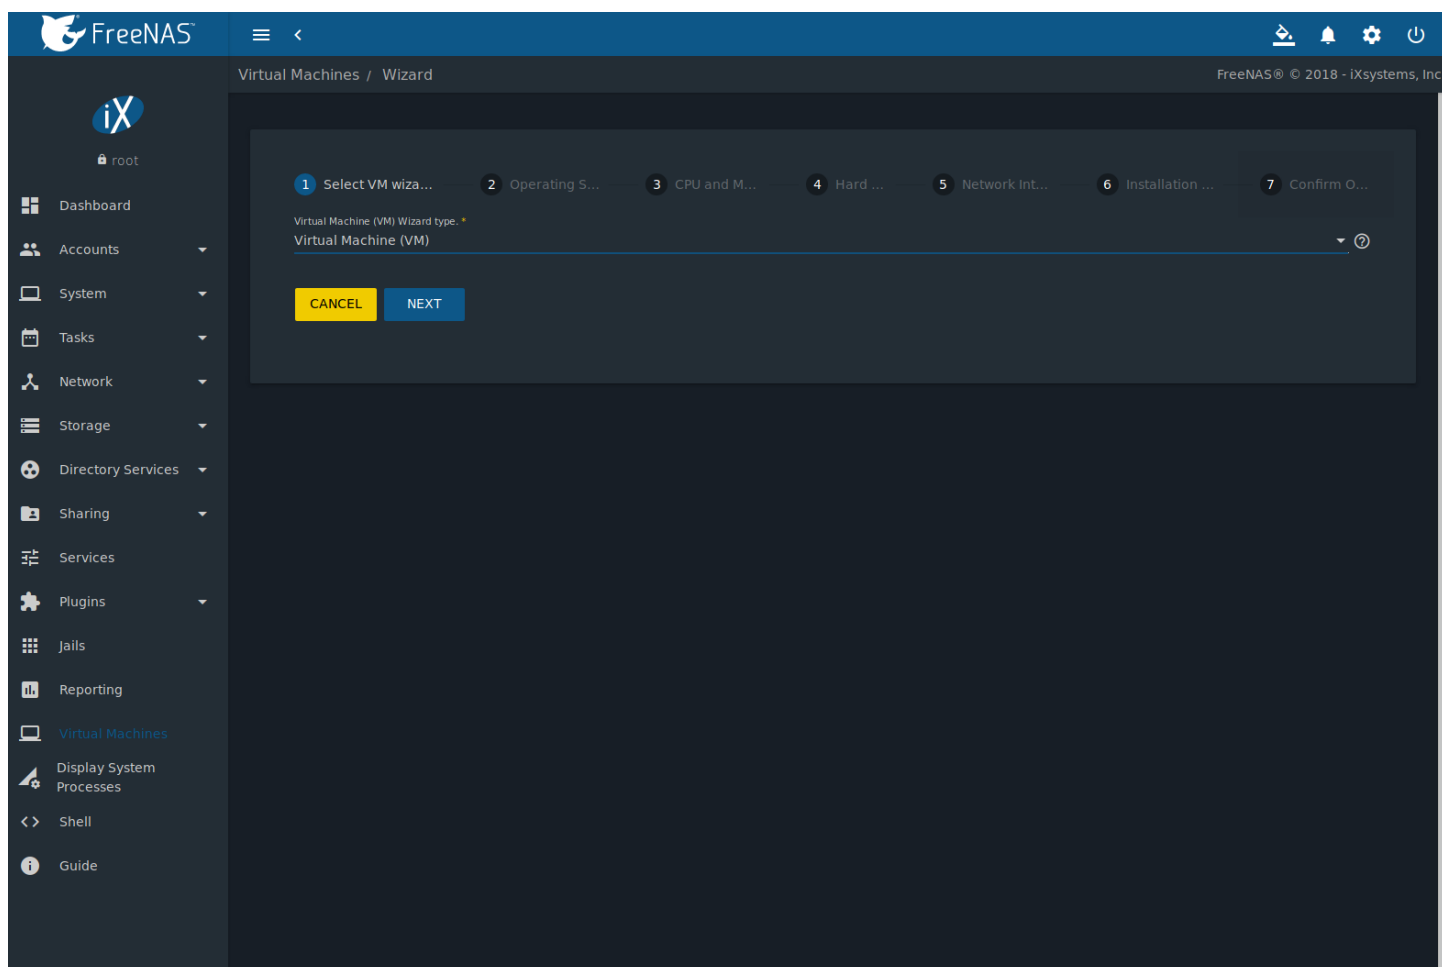 FreeNAS™
Virtual Machines / Wizard
FreeNAS® © 2018 - iXsystems, Inc
iX
root
Dashboard
Accounts
System
Tasks
Network
Storage
Directory Services
Sharing
Services
Plugins
Jails
Reporting
Virtual Machines
Display System
Processes
Shell
Guide
1 Select VM wiza... 2 Operating S... 3 CPU and M... 4 Hard ... 5 Network Int... 6 Installation ... 7 Confirm O...
Virtual Machine (VM) Wizard type. *
Virtual Machine (VM)
CANCEL NEXT